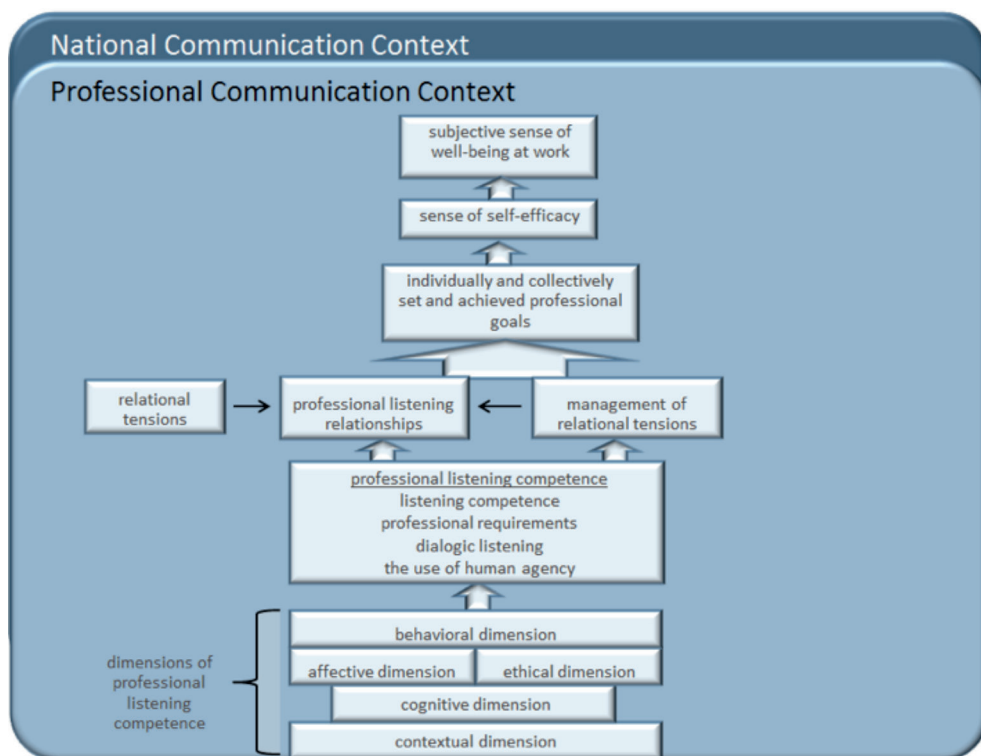 National Communication Context
Professional Communication Context
subjective sense of
well-being at work
sense of self-efficacy
individually and collectively
set and achieved professional
goals
relational
tensions
professional listening
relationships
management of
relational tensions
professional listening competence
listening competence
professional requirements
dialogic listening
the use of human agency
dimensions of
professional
listening
competence
behavioral dimension
affective dimension
ethical dimension
cognitive dimension
contextual dimension